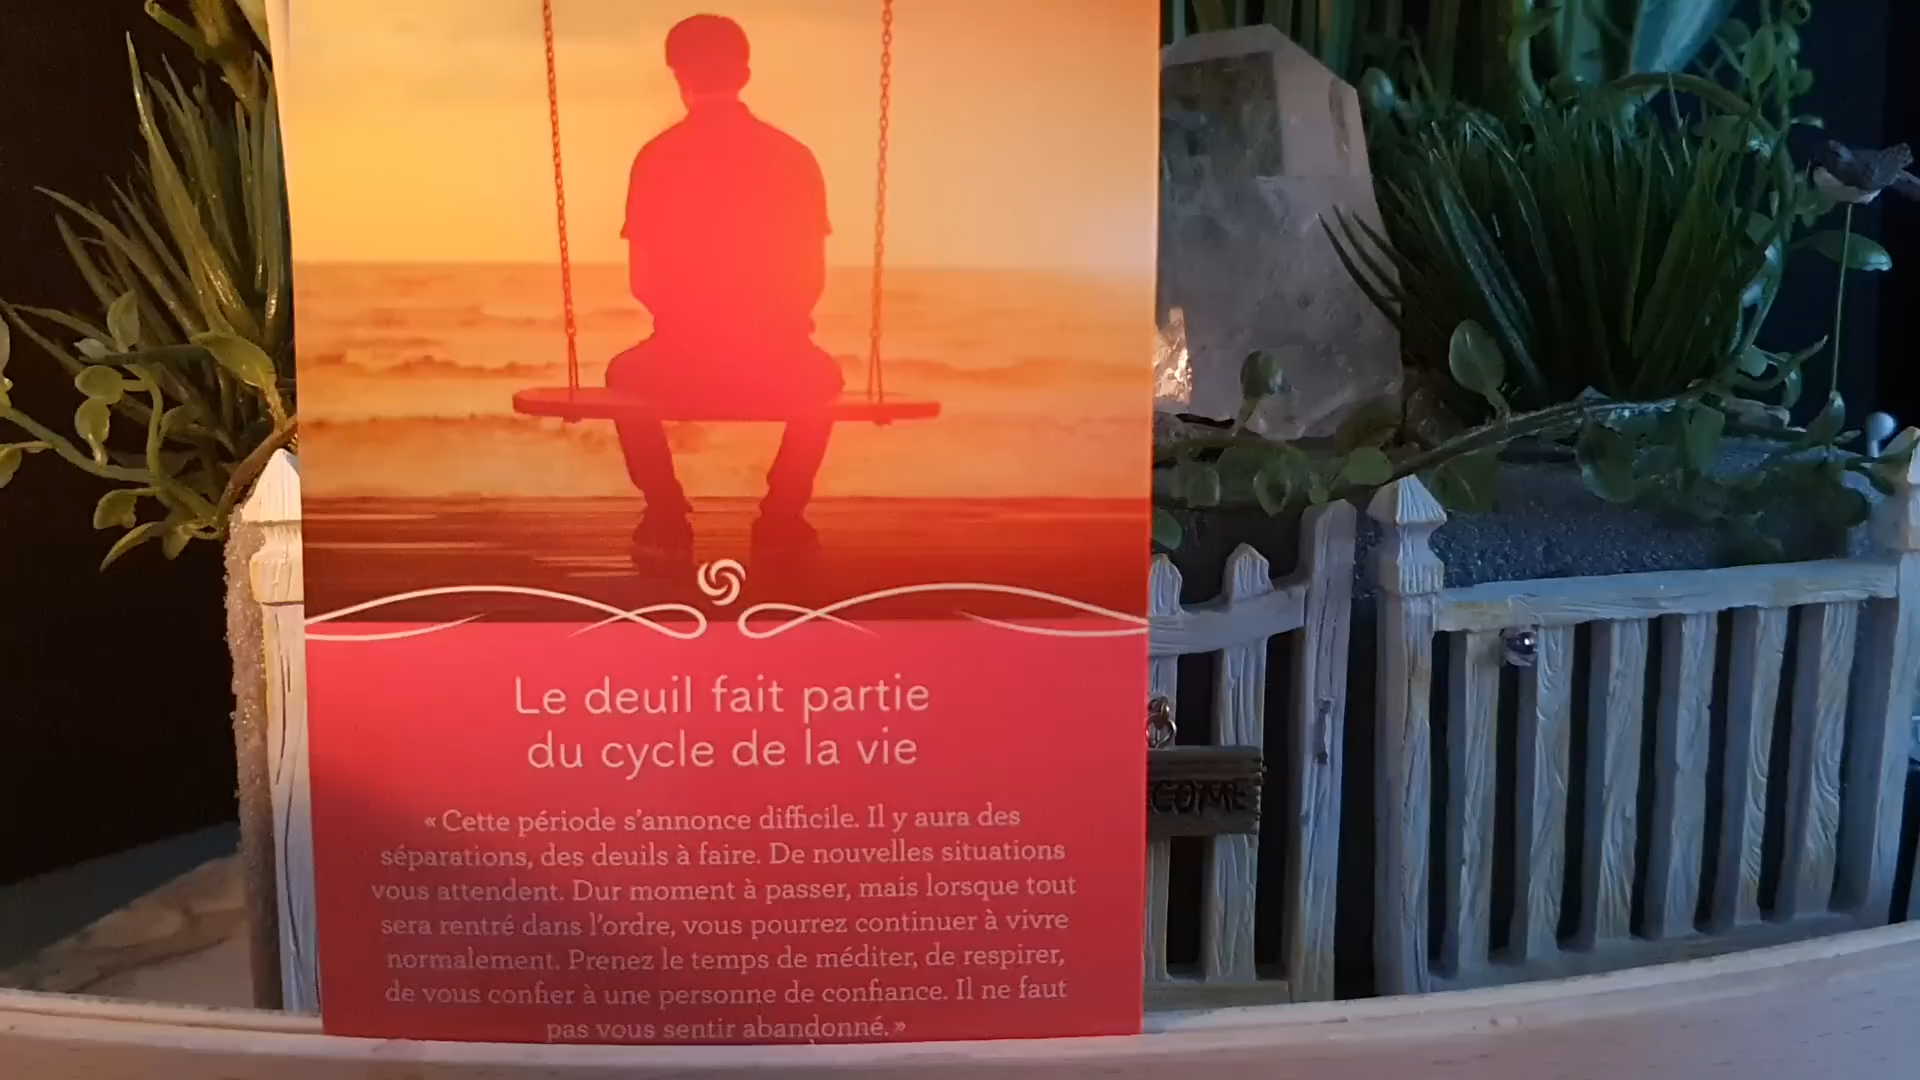 Le deuil fait partie
du cycle de la vie
« Cette période s'annonce difficile. Il y aura des
séparations, des deuils à faire. De nouvelles situations
vous attendent. Dur moment à passer, mais lorsque tout
sera rentré dans l'ordre, vous pourrez continuer à vivre
normalement. Prenez le temps de méditer, de respirer,
de vous confier à une personne de confiance. Il ne faut
pas vous sentir abandonné. »
COME